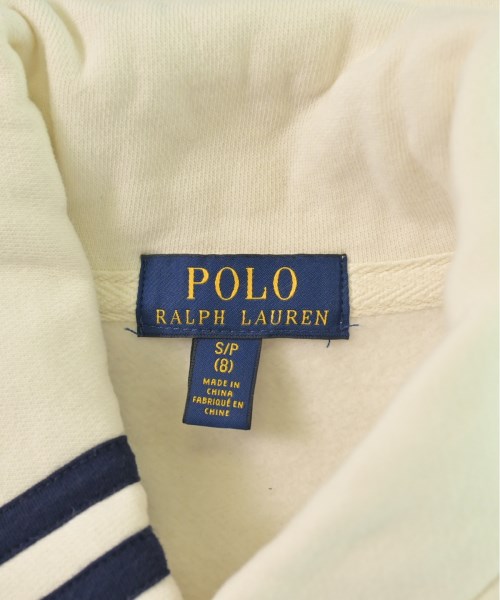 POLO
RALPH LAUREN
S/P
(8)
MADE IN
CHINA
FABRIQUÉ EN
CHINE